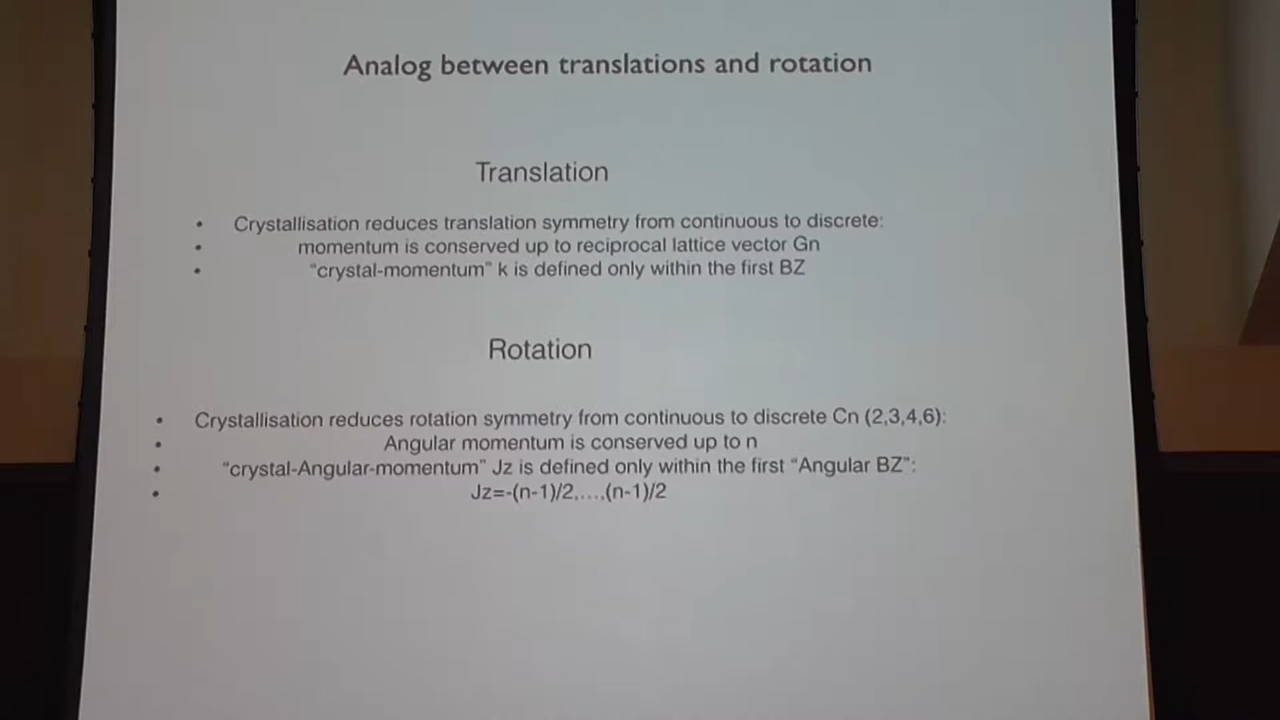 Analog between translations and rotation
Translation
• Crystallisation reduces translation symmetry from continuous to discrete:
• momentum is conserved up to reciprocal lattice vector Gn
• "crystal-momentum" k is defined only within the first BZ
Rotation
• Crystallisation reduces rotation symmetry from continuous to discrete Cn (2,3,4,6):
• Angular momentum is conserved up to n
• "crystal-Angular-momentum" Jz is defined only within the first "Angular BZ":
• Jz=-(n-1)/2,...,(n-1)/2